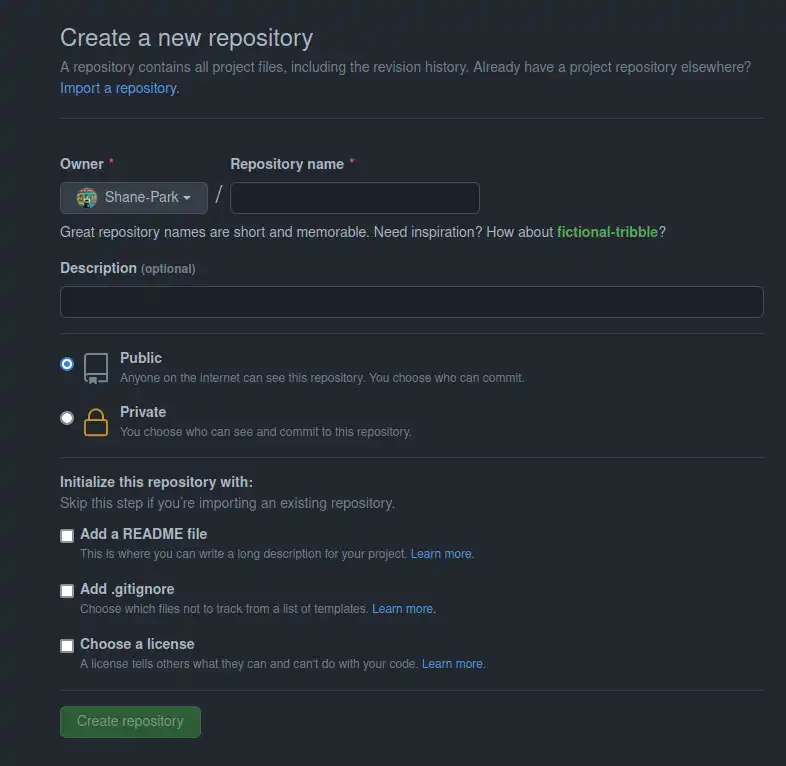 Create a new repository
A repository contains all project files, including the revision history. Already have a project repository elsewhere?
Import a repository.
Owner * Repository name *
Shane-Park /
Great repository names are short and memorable. Need inspiration? How about fictional-tribble?
Description (optional)
Public
Anyone on the internet can see this repository. You choose who can commit.
Private
You choose who can see and commit to this repository.
Initialize this repository with:
Skip this step if you're importing an existing repository.
Add a README file
This is where you can write a long description for your project. Learn more.
Add .gitignore
Choose which files not to track from a list of templates. Learn more.
Choose a license
A license tells others what they can and can't do with your code. Learn more.
Create repository